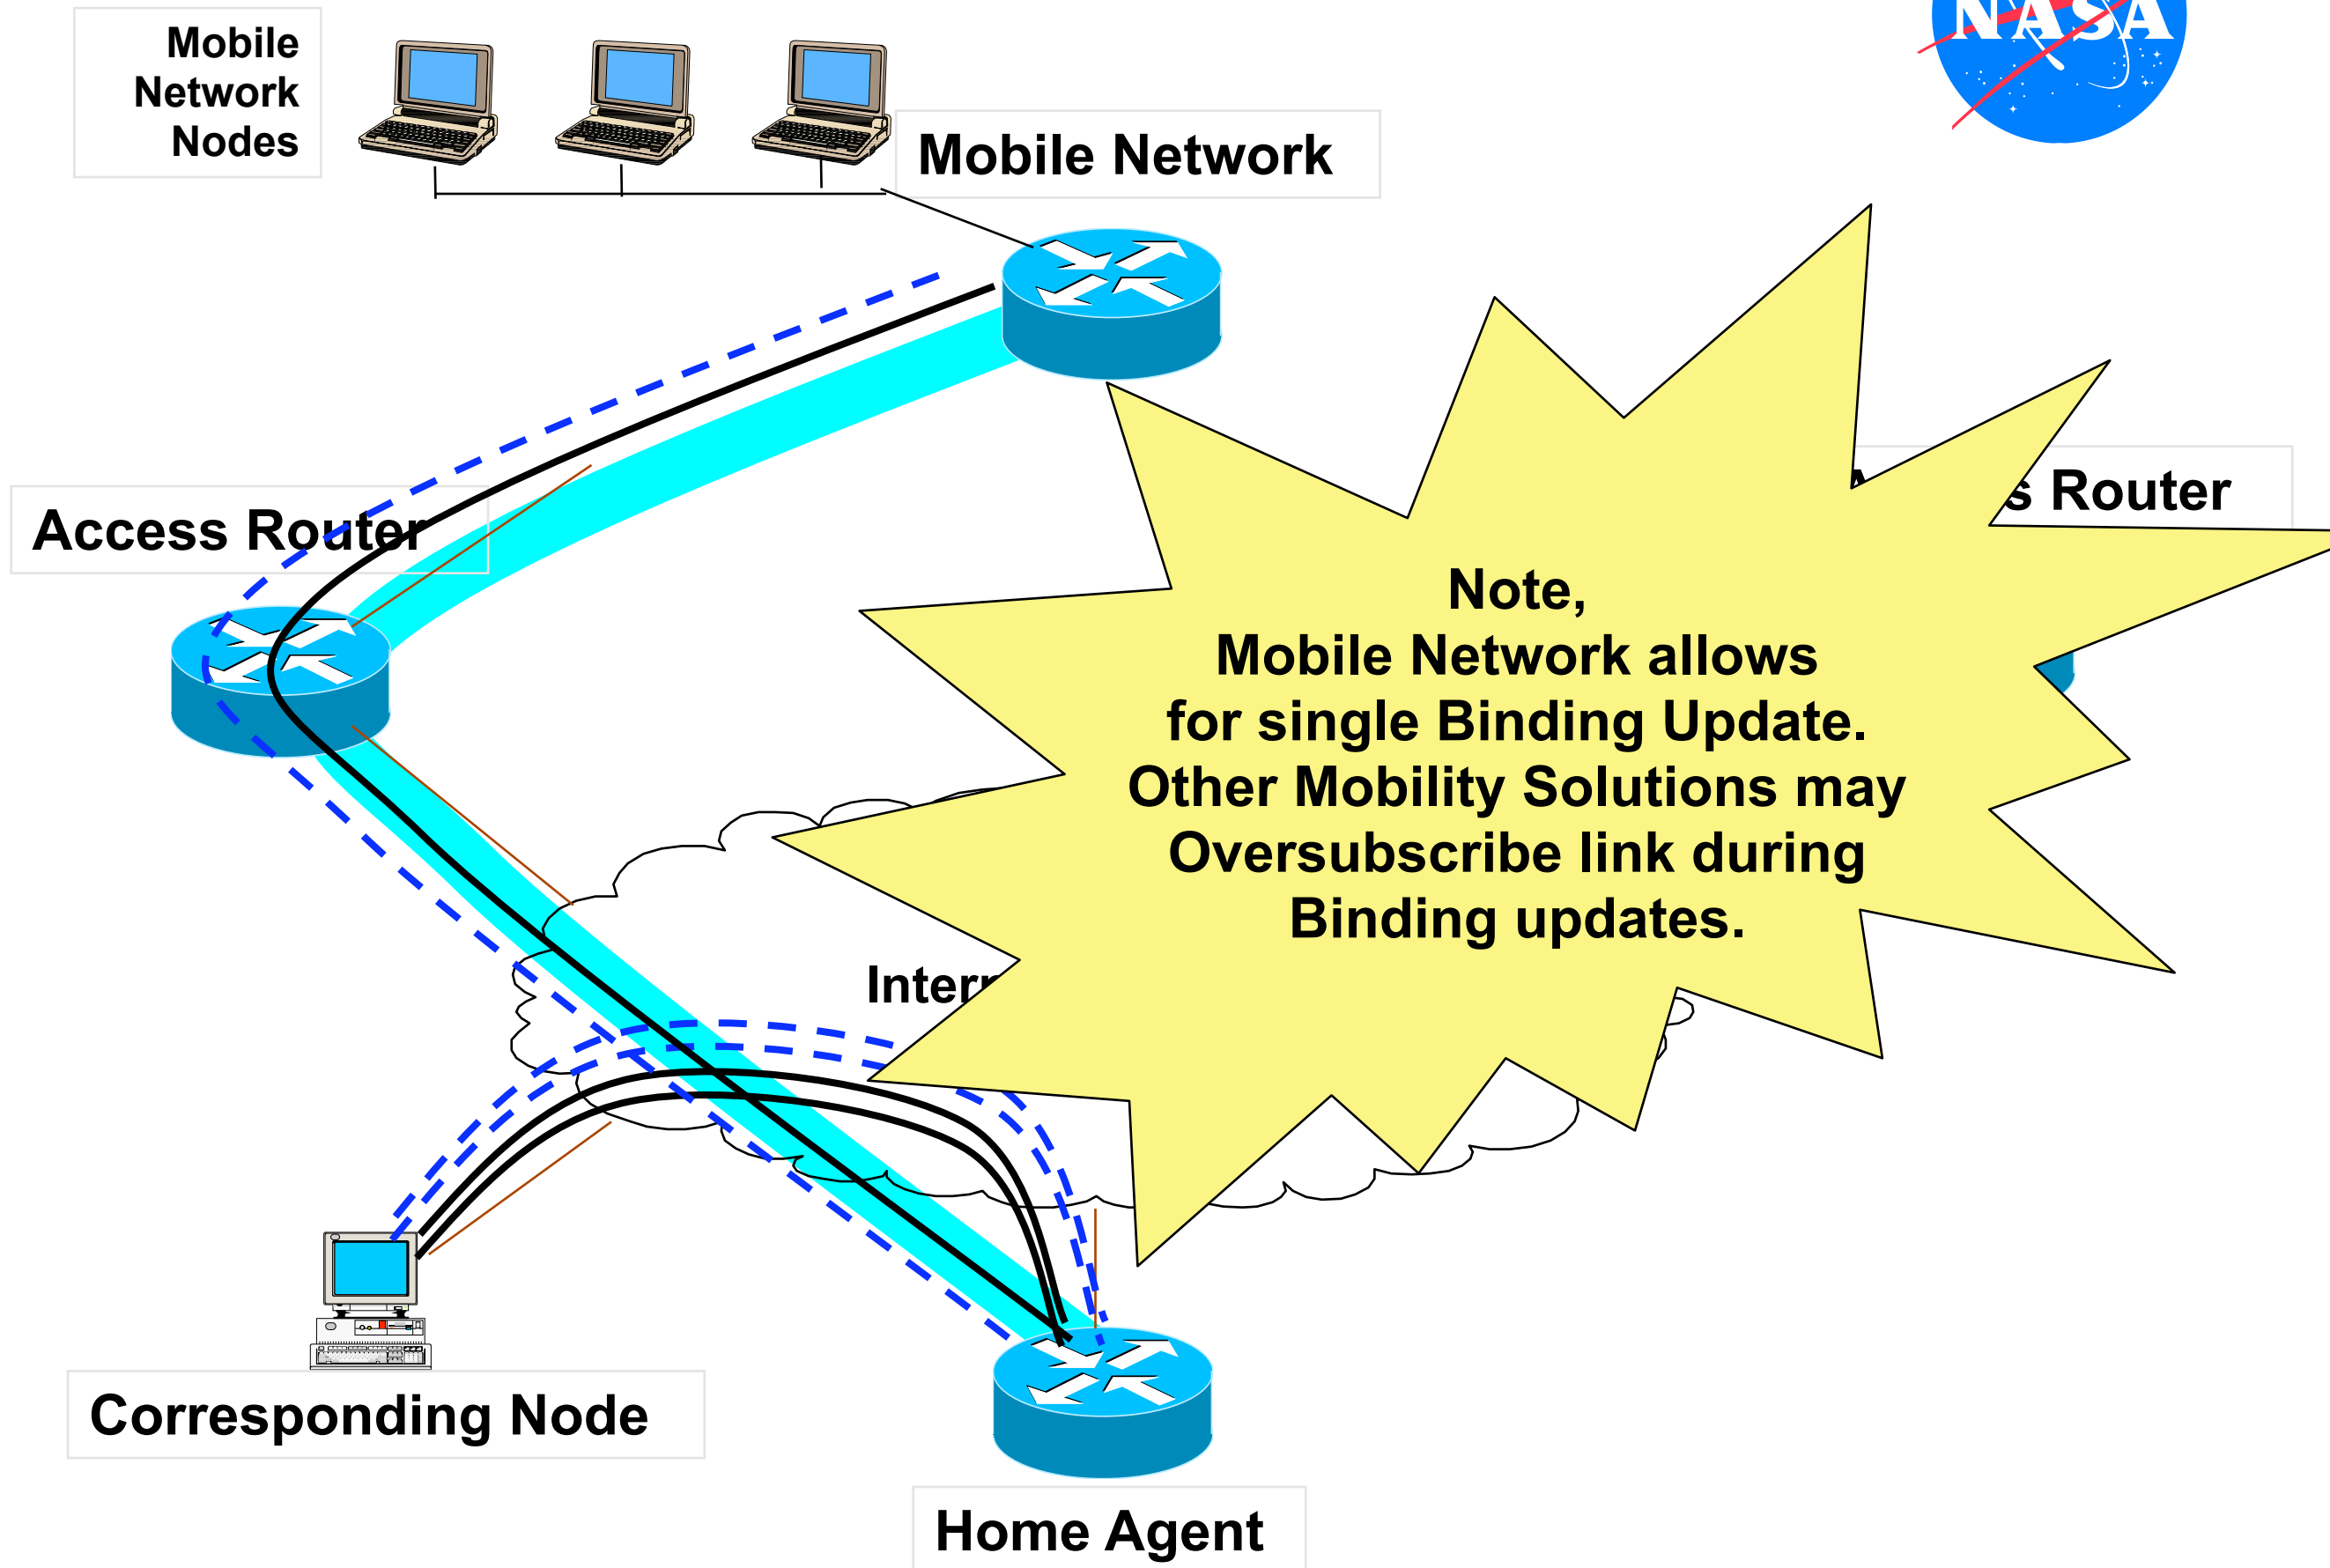 NASA
Mobile
Network
Nodes
Mobile Network
Access Router
Router
Note,
Mobile Network allows
for single Binding Update.
Other Mobility Solutions may
Oversubscribe link during
Binding updates.
Corresponding Node
Home Agent